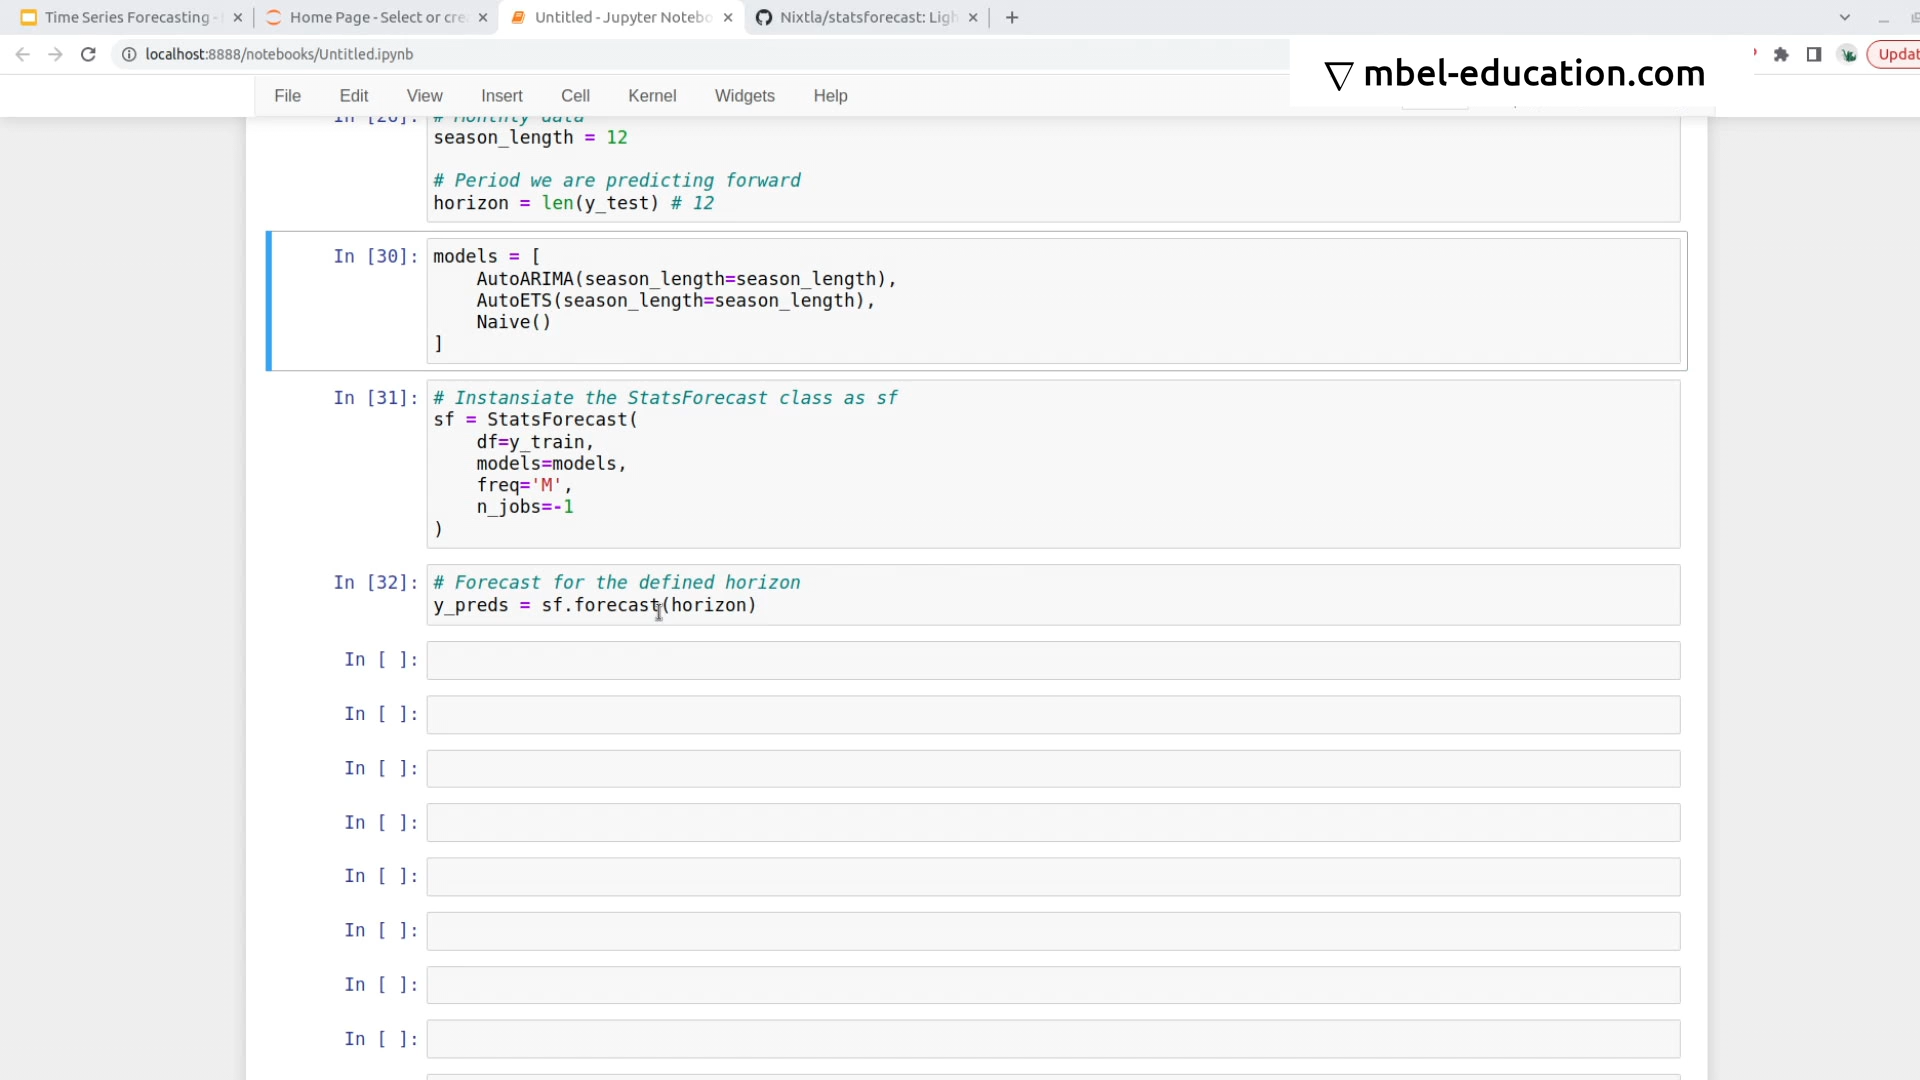 Time Series Forecasting -
Home Page - Select or cre
Untitled - Jupyter Notebo
Nixtla/statsforecast: Ligh
localhost:8888/notebooks/Untitled.ipynb
Updat
mbel-education.com
File Edit View Insert Cell Kernel Widgets Help
In [26]: # Monthly data
season_length = 12
# Period we are predicting forward
horizon = len(y_test) # 12
In [30]: models = [
AutoARIMA(season_length=season_length),
AutoETS(season_length=season_length),
Naive()
]
In [31]: # Instansiate the StatsForecast class as sf
sf = StatsForecast(
df=y_train,
models=models,
freq='M',
n_jobs=-1
)
In [32]: # Forecast for the defined horizon
y_preds = sf.forecast(horizon)
In [ ]:
In [ ]:
In [ ]:
In [ ]:
In [ ]:
In [ ]:
In [ ]:
In [ ]: